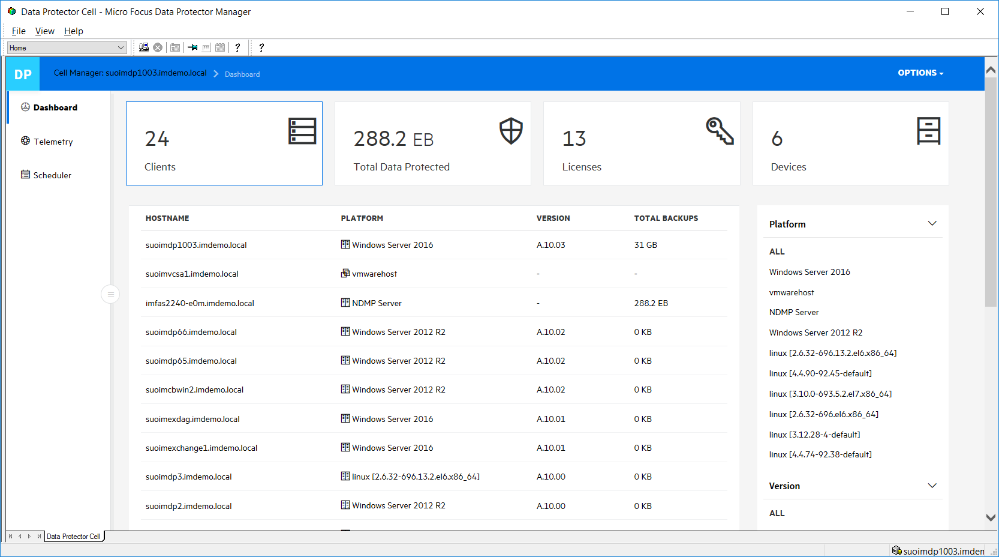 Data Protector Cell - Micro Focus Data Protector Manager
File View Help
Home ? ?
DP Cell Manager: suoimdp1003.imdemo.local Dashboard OPTIONS
Dashboard
Telemetry
Scheduler
24
Clients
288.2 EB
Total Data Protected
13
Licenses
6
Devices
HOSTNAME PLATFORM VERSION TOTAL BACKUPS
suoimdp1003.imdemo.local Windows Server 2016 A.10.03 31 GB
suoimvcsa1.imdemo.local vmwarehost - -
imfas2240-e0m.imdemo.local NDMP Server - 288.2 EB
suoimdp66.imdemo.local Windows Server 2012 R2 A.10.02 0 KB
suoimdp65.imdemo.local Windows Server 2012 R2 A.10.02 0 KB
suoimcbwin2.imdemo.local Windows Server 2012 R2 A.10.02 0 KB
suoimexdag.imdemo.local Windows Server 2016 A.10.01 0 KB
suoimexchange1.imdemo.local Windows Server 2016 A.10.01 0 KB
suoimdp3.imdemo.local linux [2.6.32-696.13.2.el6.x86_64] A.10.00 0 KB
suoimdp2.imdemo.local Windows Server 2012 R2 A.10.00 0 KB
Platform
ALL
Windows Server 2016
vmwarehost
NDMP Server
Windows Server 2012 R2
linux [2.6.32-696.13.2.el6.x86_64]
linux [4.4.90-92.45-default]
linux [3.10.0-693.5.2.el7.x86_64]
linux [2.6.32-696.el6.x86_64]
linux [3.12.28-4-default]
linux [4.4.74-92.38-default]
Version
ALL
Data Protector Cell
suoimdp1003.imden